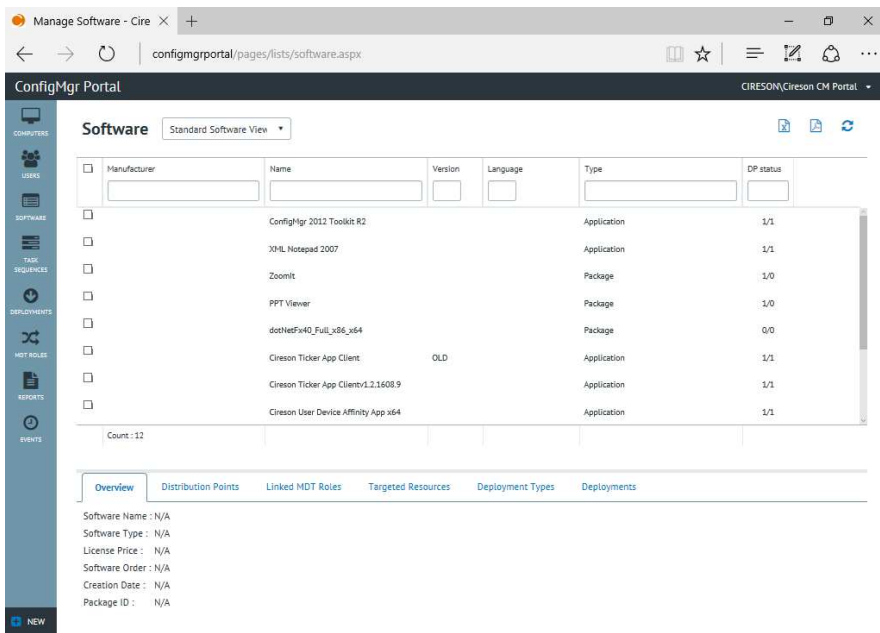 Manage Software - Cire
configmgrportal/pages/lists/software.aspx
ConfigMgr Portal
CIRESON\Cireson CM Portal
COMPUTERS
USERS
SOFTWARE
TASK
SEQUENCES
DEPLOYMENTS
MDT ROLES
REPORTS
EVENTS
NEW
Software Standard Software View
Manufacturer Name Version Language Type DP status
ConfigMgr 2012 Toolkit R2 Application 1/1
XML Notepad 2007 Application 1/1
ZoomIt Package 1/0
PPT Viewer Package 1/0
dotNetFx40_Full_x86_x64 Package 0/0
Cireson Ticker App Client OLD Application 1/1
Cireson Ticker App Clientv1.2.1608.9 Application 1/1
Cireson User Device Affinity App x64 Application 1/1
Count : 12
Overview Distribution Points Linked MDT Roles Targeted Resources Deployment Types Deployments
Software Name : N/A
Software Type : N/A
License Price : N/A
Software Order : N/A
Creation Date : N/A
Package ID : N/A